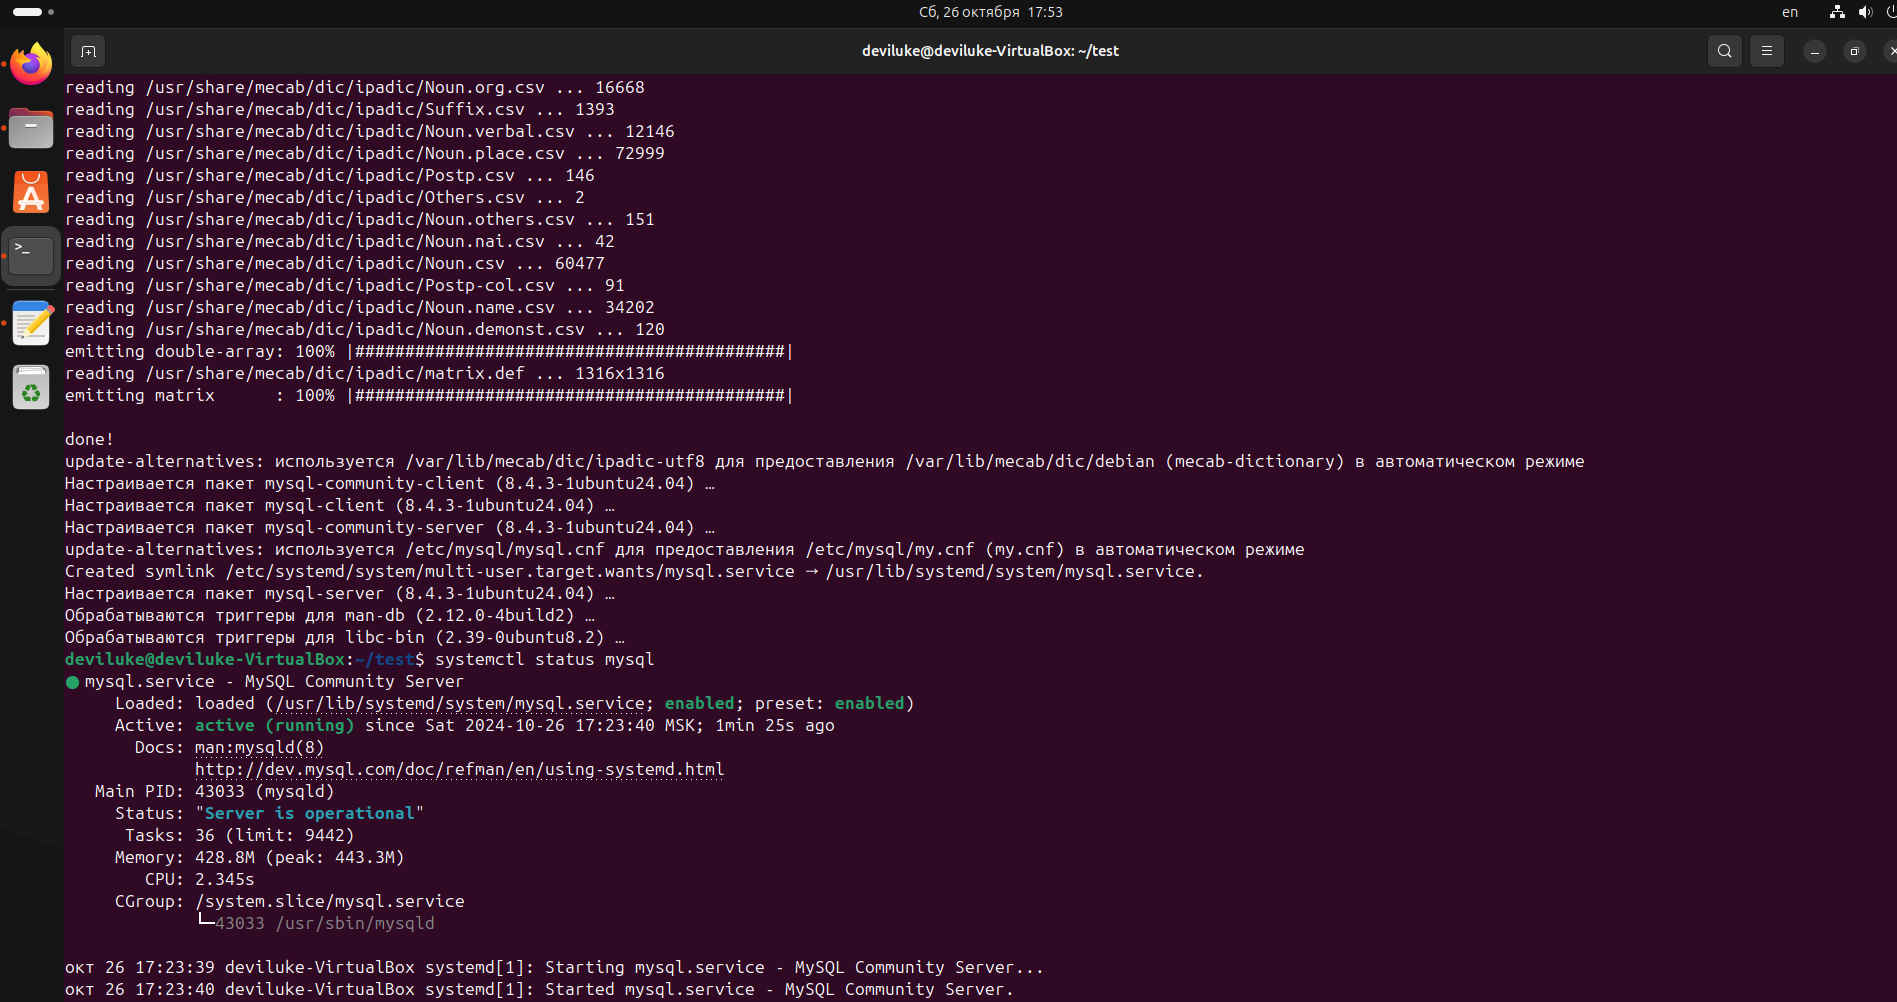 Сб, 26 октября 17:53
en
deviluke@deviluke-VirtualBox: ~/test
reading /usr/share/mecab/dic/ipadic/Noun.org.csv ... 16668
reading /usr/share/mecab/dic/ipadic/Suffix.csv ... 1393
reading /usr/share/mecab/dic/ipadic/Noun.verbal.csv ... 12146
reading /usr/share/mecab/dic/ipadic/Noun.place.csv ... 72999
reading /usr/share/mecab/dic/ipadic/Postp.csv ... 146
reading /usr/share/mecab/dic/ipadic/Others.csv ... 2
reading /usr/share/mecab/dic/ipadic/Noun.others.csv ... 151
reading /usr/share/mecab/dic/ipadic/Noun.nai.csv ... 42
reading /usr/share/mecab/dic/ipadic/Noun.csv ... 60477
reading /usr/share/mecab/dic/ipadic/Postp-col.csv ... 91
reading /usr/share/mecab/dic/ipadic/Noun.name.csv ... 34202
reading /usr/share/mecab/dic/ipadic/Noun.demonst.csv ... 120
emitting double-array: 100% |###########################################|
reading /usr/share/mecab/dic/ipadic/matrix.def ... 1316x1316
emitting matrix      : 100% |###########################################|
done!
update-alternatives: используется /var/lib/mecab/dic/ipadic-utf8 для предоставления /var/lib/mecab/dic/debian (mecab-dictionary) в автоматическом режиме
Настраивается пакет mysql-community-client (8.4.3-1ubuntu24.04) …
Настраивается пакет mysql-client (8.4.3-1ubuntu24.04) …
Настраивается пакет mysql-community-server (8.4.3-1ubuntu24.04) …
update-alternatives: используется /etc/mysql/mysql.cnf для предоставления /etc/mysql/my.cnf (my.cnf) в автоматическом режиме
Created symlink /etc/systemd/system/multi-user.target.wants/mysql.service → /usr/lib/systemd/system/mysql.service.
Настраивается пакет mysql-server (8.4.3-1ubuntu24.04) …
Обрабатываются триггеры для man-db (2.12.0-4build2) …
Обрабатываются триггеры для libc-bin (2.39-0ubuntu8.2) …
deviluke@deviluke-VirtualBox:~/test$ systemctl status mysql
● mysql.service - MySQL Community Server
     Loaded: loaded (/usr/lib/systemd/system/mysql.service; enabled; preset: enabled)
     Active: active (running) since Sat 2024-10-26 17:23:40 MSK; 1min 25s ago
       Docs: man:mysqld(8)
             http://dev.mysql.com/doc/refman/en/using-systemd.html
   Main PID: 43033 (mysqld)
     Status: "Server is operational"
      Tasks: 36 (limit: 9442)
     Memory: 428.8M (peak: 443.3M)
        CPU: 2.345s
     CGroup: /system.slice/mysql.service
             └─43033 /usr/sbin/mysqld
окт 26 17:23:39 deviluke-VirtualBox systemd[1]: Starting mysql.service - MySQL Community Server...
окт 26 17:23:40 deviluke-VirtualBox systemd[1]: Started mysql.service - MySQL Community Server.